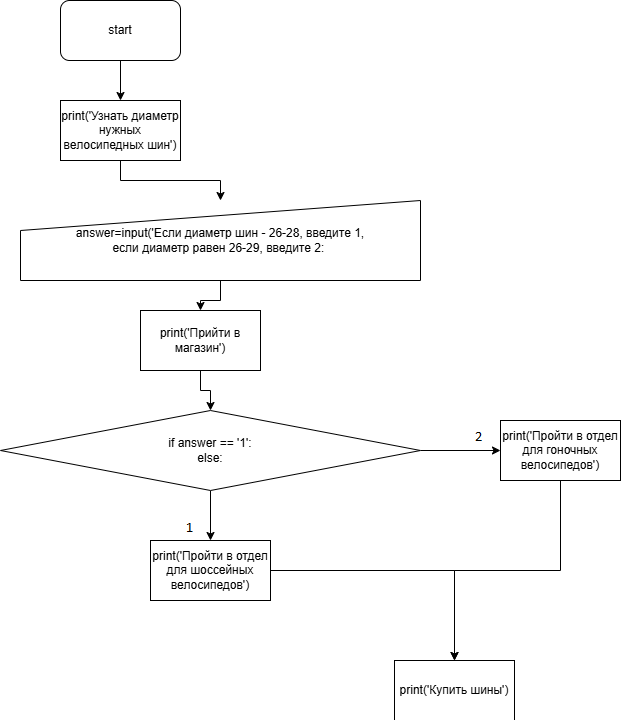 start
print('Узнать диаметр
нужных
велосипедных шин')
answer=input('Если диаметр шин - 26-28, введите 1,
если диаметр равен 26-29, введите 2:
print('Прийти в
магазин')
if answer == '1':
else:
2
print('Пройти в отдел
для гоночных
велосипедов')
1
print('Пройти в отдел
для шоссейных
велосипедов')
print('Купить шины')